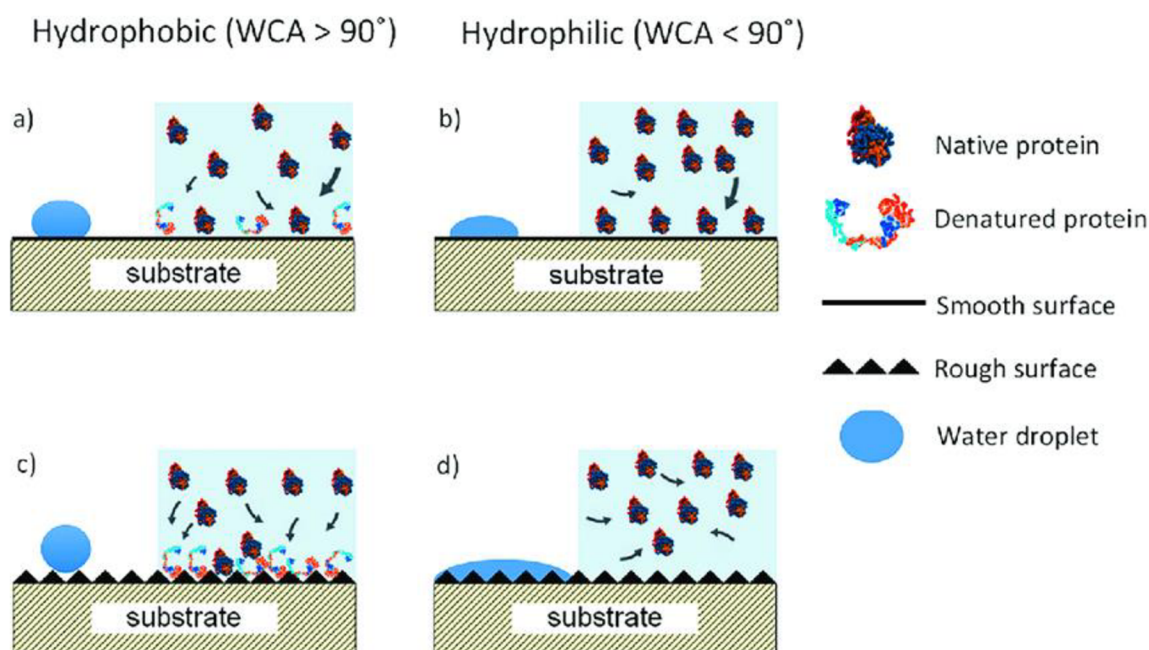 Hydrophobic (WCA > 90˚)
Hydrophilic (WCA < 90˚)
a)
b)
Native protein
Denatured protein
substrate
substrate
Smooth surface
Rough surface
Water droplet
c)
d)
substrate
substrate